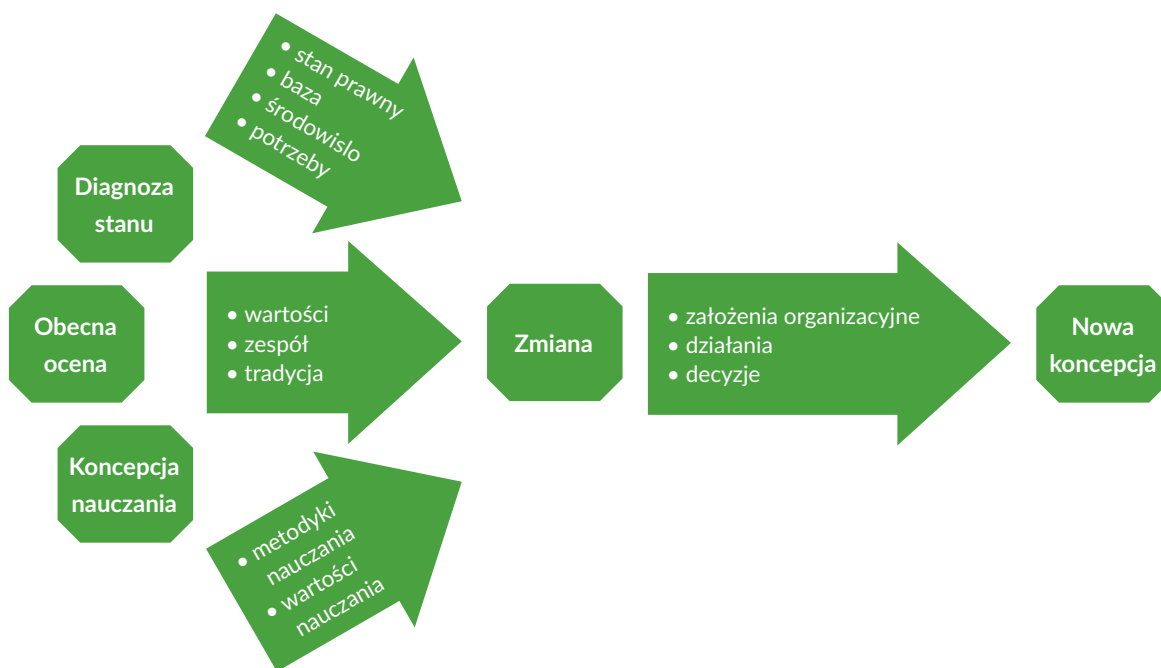 • stan prawny
• baza
• środowislo
• potrzeby
Diagnoza
stanu
Obecna
ocena
• wartości
• zespół
• tradycja
Koncepcja
nauczania
• metodyki
nauczania
• wartości
nauczania
Zmiana
• założenia organizacyjne
• działania
• decyzje
Nowa
koncepcja